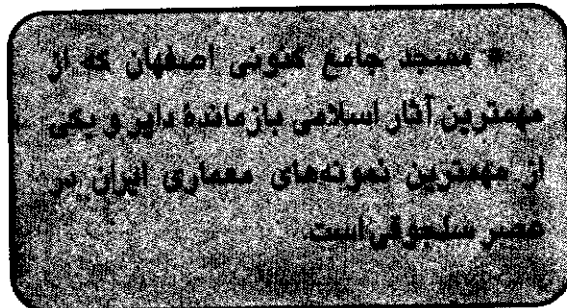 * مسجد جامع کنونی اصفهان که از
مهمترین آثار اسلامی بازماندهٔ دایر و یکی
از مهمترین نمونه‌های معماری ایران در
عصر سلجوقی است.